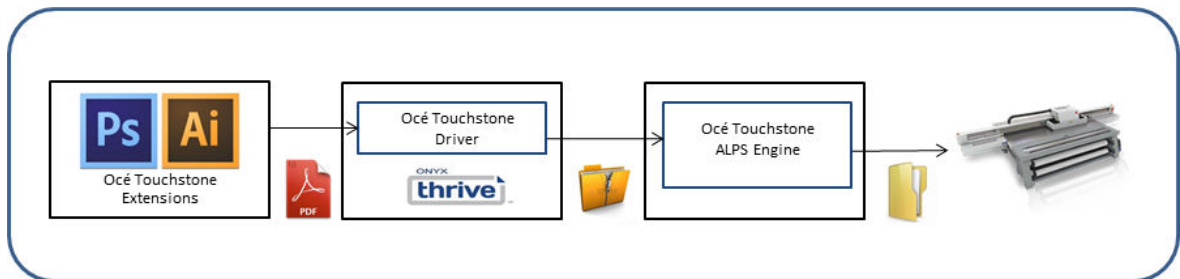 Ps
Ai
Océ Touchstone
Extensions
PDF
Océ Touchstone
Driver
ONYX
thrive
Océ Touchstone
ALPS Engine